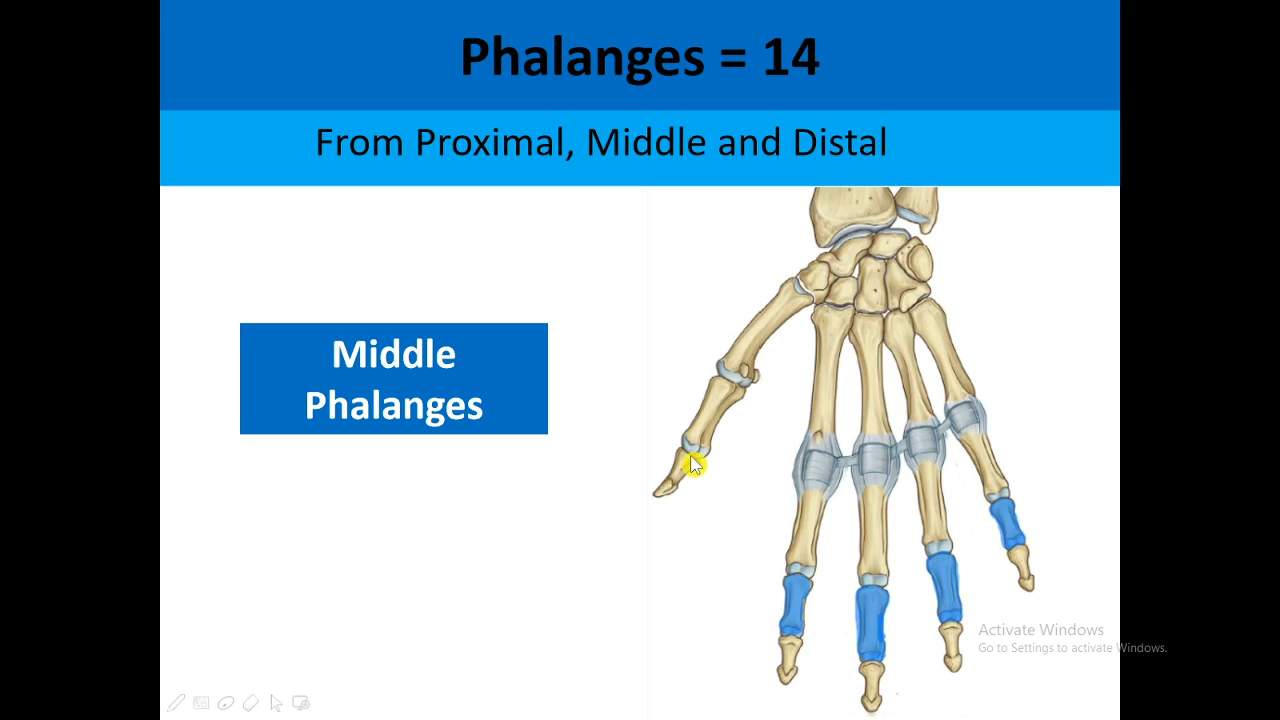 Phalanges = 14
From Proximal, Middle and Distal
Middle
Phalanges
Activate Windows
Go to Settings to activate Windows.